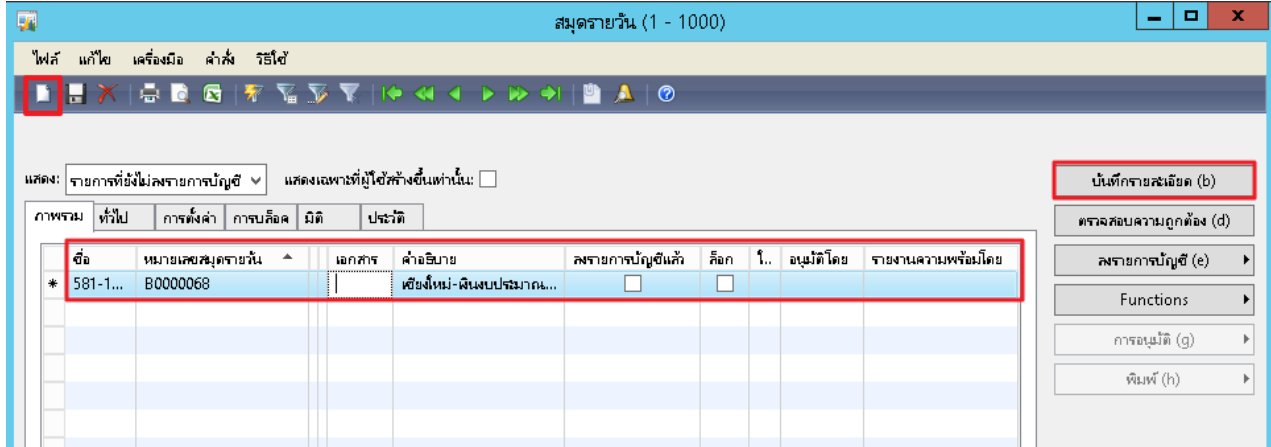 สมุดรายวัน (1 - 1000)
ไฟล์ แก้ไข เครื่องมือ คำสั่ง วิธีใช้
แสดง: รายการที่ยังไม่ลงรายการบัญชี แสดงเฉพาะที่ผู้ใช้สร้างขึ้นเท่านั้น:
บันทึกรายละเอียด (b)
ภาพรวม ทั่วไป การตั้งค่า การบล็อค มิติ ประวัติ
ตรวจสอบความถูกต้อง (d)
ชื่อ หมายเลขสมุดรายวัน เอกสาร คำอธิบาย ลงรายการบัญชีแล้ว ล็อก ใ.. อนุมัติโดย รายงานความพร้อมโดย
ลงรายการบัญชี (e)
581-1... B0000068 เชียงใหม่-เงินงบประมาณ...
Functions
การอนุมัติ (g)
พิมพ์ (h)